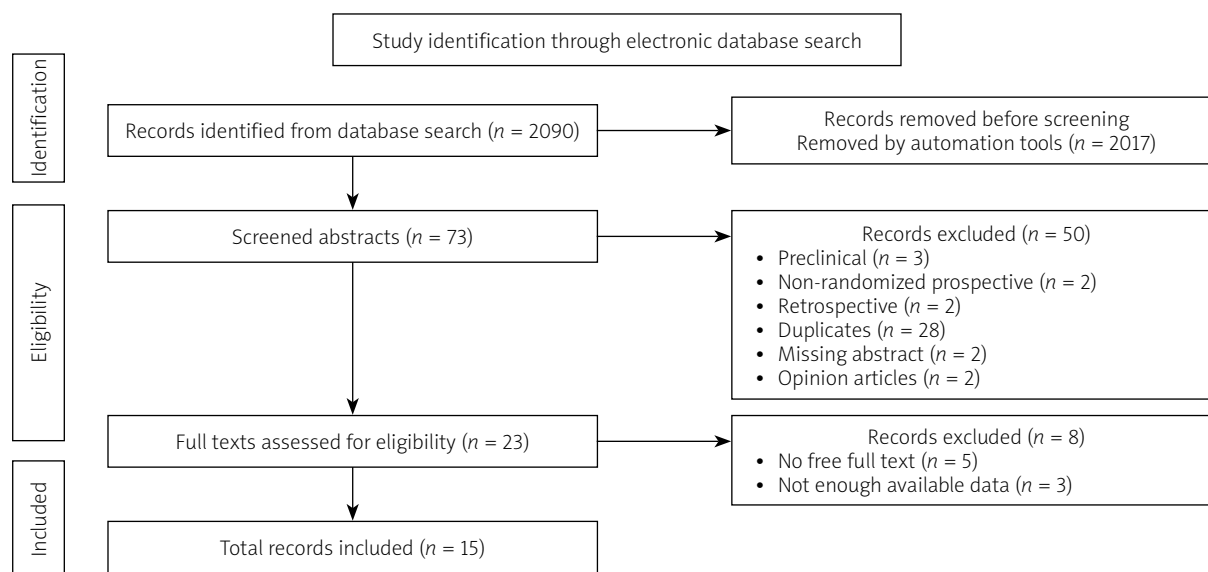 Study identification through electronic database search
Identification
Records identified from database search (n = 2090)
Records removed before screening
Removed by automation tools (n = 2017)
Eligibility
Screened abstracts (n = 73)
Records excluded (n = 50)
• Preclinical (n = 3)
• Non-randomized prospective (n = 2)
• Retrospective (n = 2)
• Duplicates (n = 28)
• Missing abstract (n = 2)
• Opinion articles (n = 2)
Full texts assessed for eligibility (n = 23)
Records excluded (n = 8)
• No free full text (n = 5)
• Not enough available data (n = 3)
Included
Total records included (n = 15)